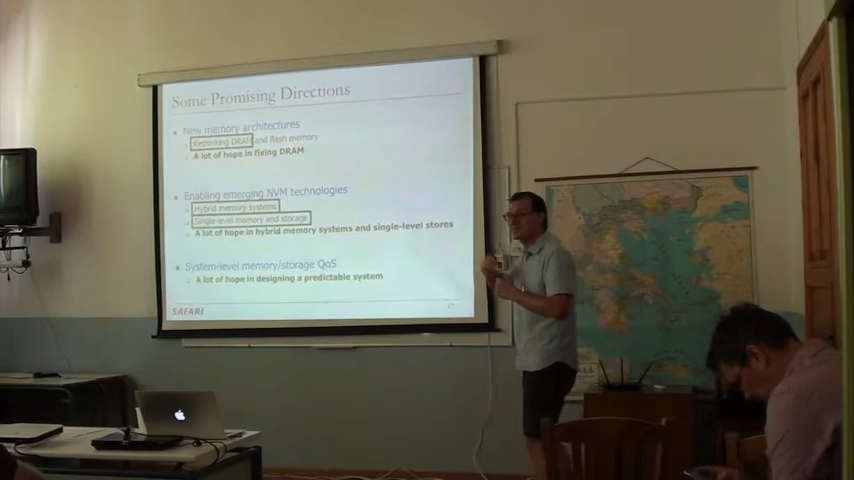 Some Promising Directions
New memory architectures
Rethinking DRAM and flash memory
A lot of hope in fixing DRAM
Enabling emerging NVM technologies
Hybrid memory systems
Single-level memory and storage
A lot of hope in hybrid memory systems and single-level stores
System-level memory/storage QoS
A lot of hope in designing a predictable system
SAFARI